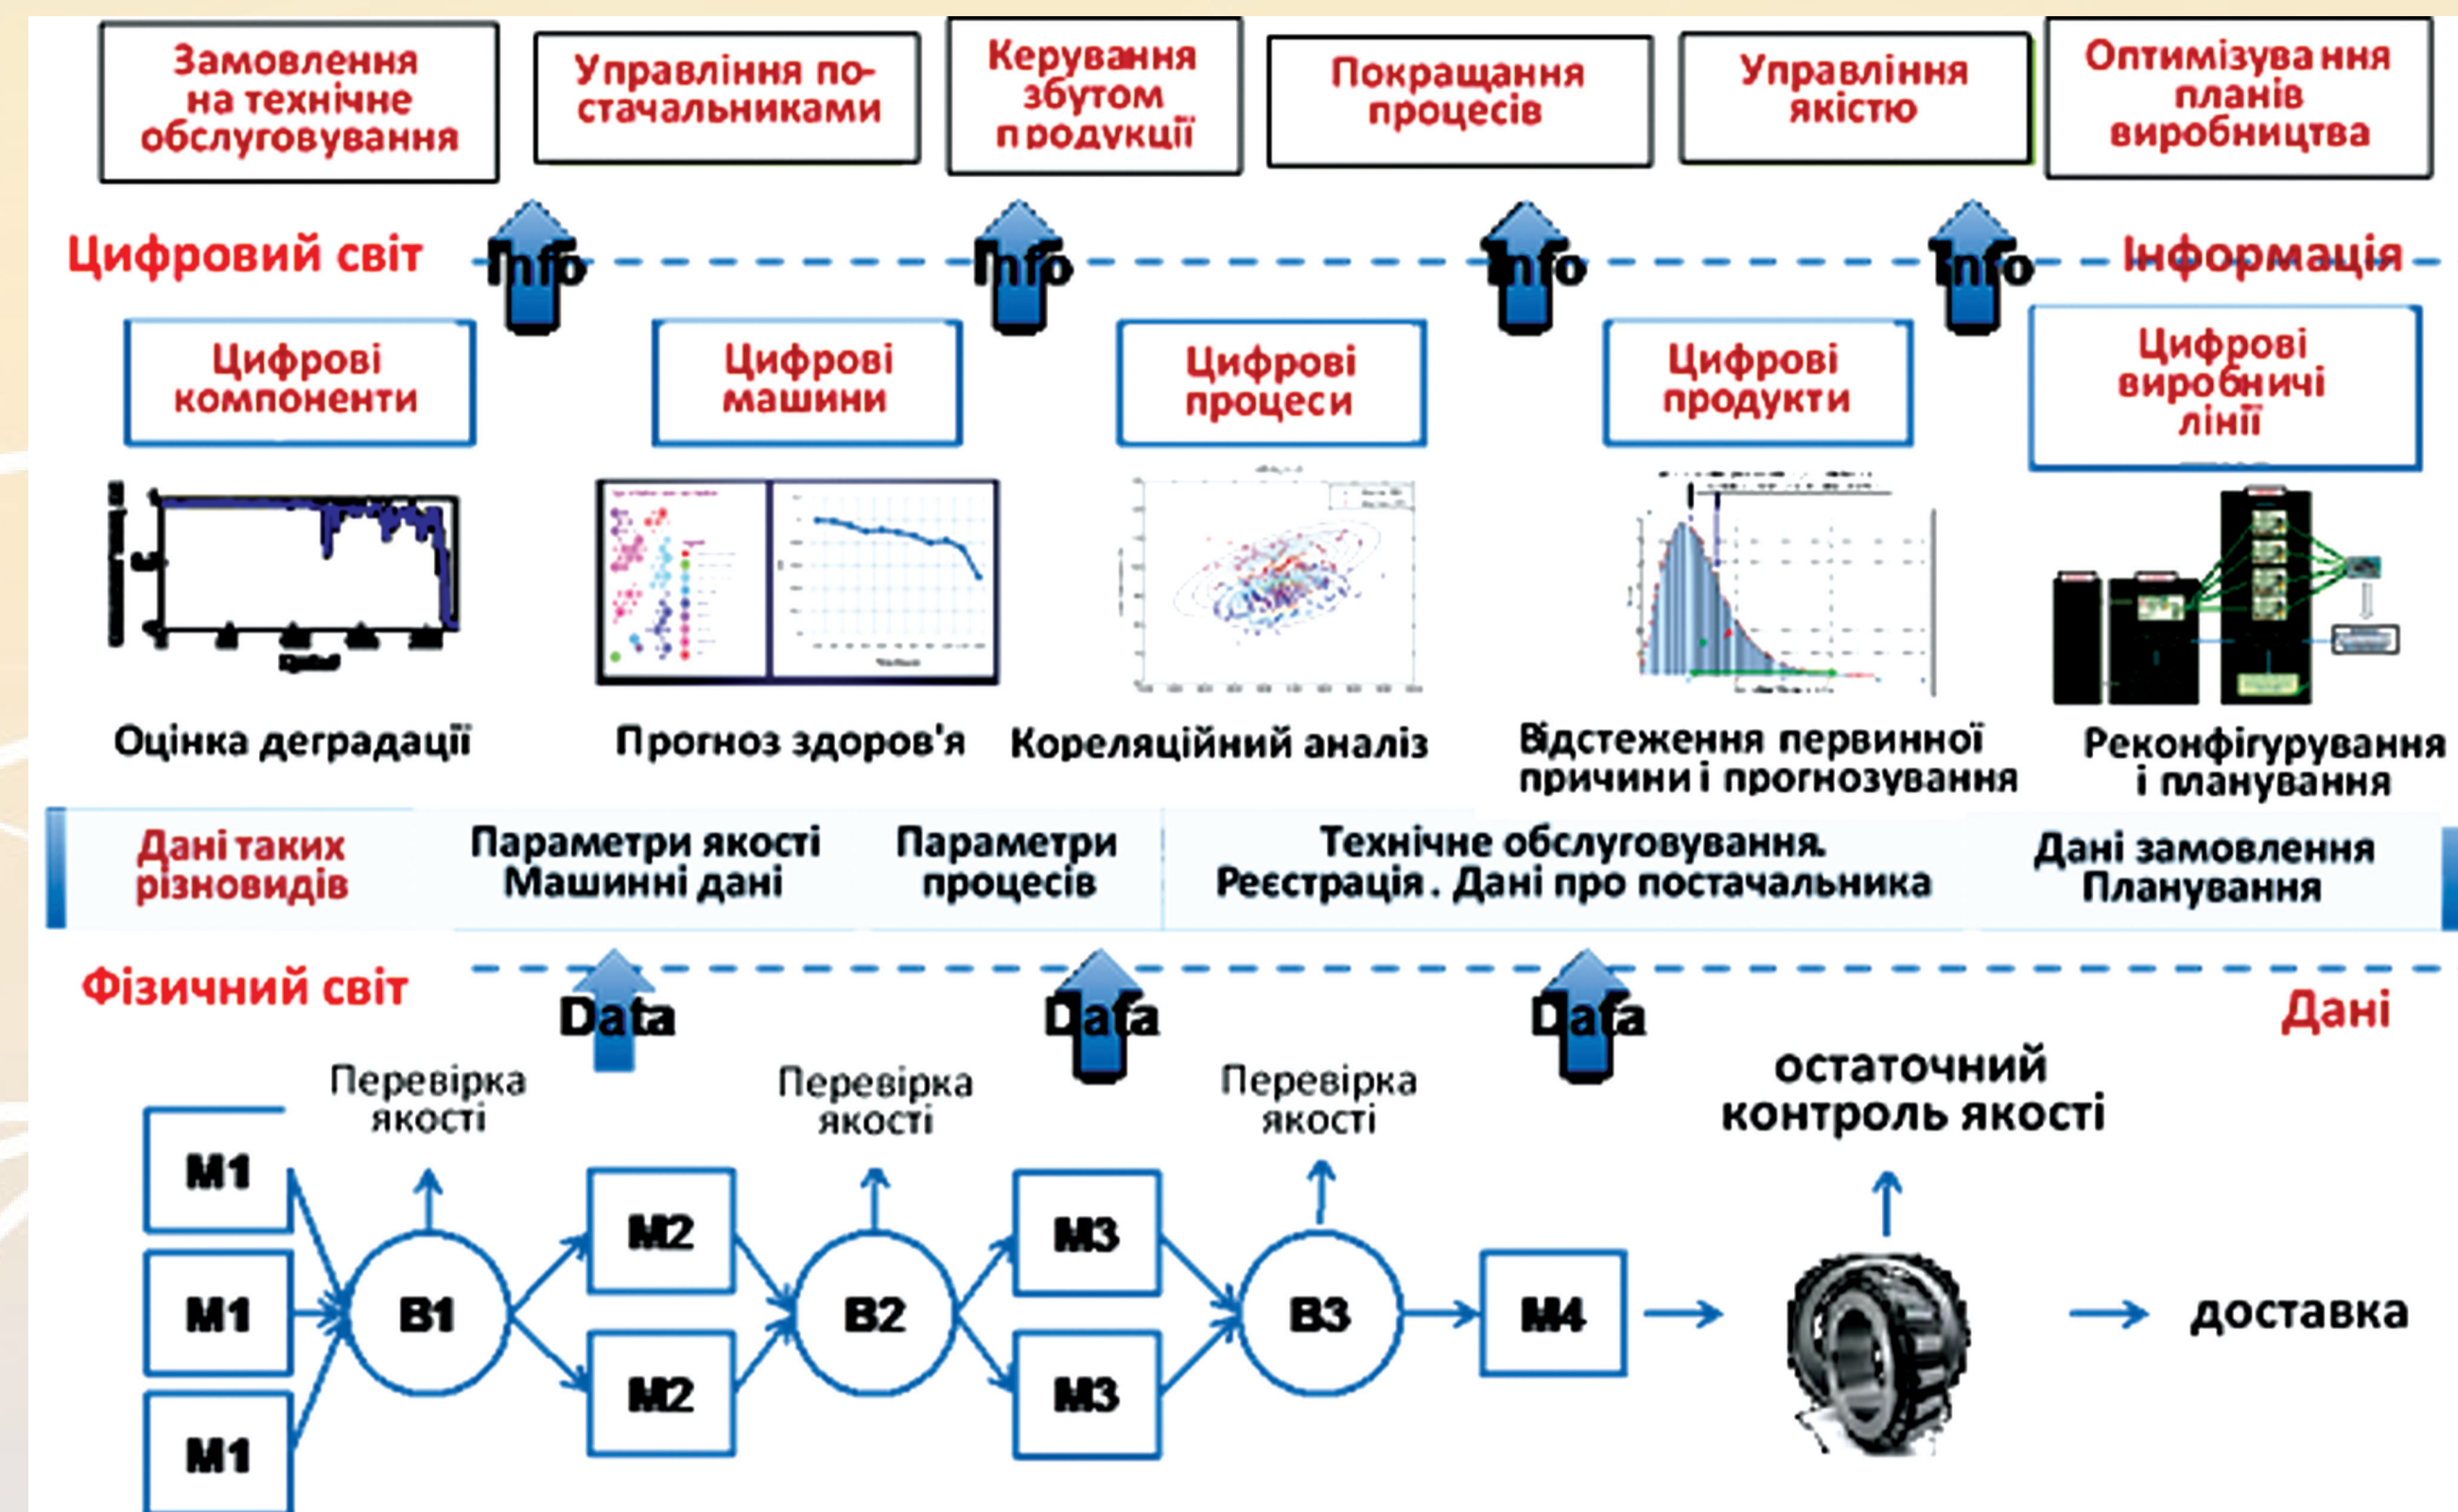 Замовлення
на технічне
обслуговування
Управління по-
стачальниками
Керування
збутом
продукції
Покращання
процесів
Управління
якістю
Оптимізування
планів
виробництва
Цифровий світ
Info
Info
Info
Info
Інформація
Цифрові
компоненти
Цифрові
машини
Цифрові
процеси
Цифрові
продукти
Цифрові
виробничі
лінії
Оцінка деградації
Прогноз здоров'я
Кореляційний аналіз
Відстеження первинної
причини і прогнозування
Реконфігурування
і планування
Дані таких
різновидів
Параметри якості
Машинні дані
Параметри
процесів
Технічне обслуговування.
Реєстрація. Дані про постачальника
Дані замовлення
Планування
Фізичний світ
Data
Data
Data
Дані
Перевірка
якості
Перевірка
якості
Перевірка
якості
остаточний
контроль якості
M1
M1
M1
B1
M2
M2
B2
M3
M3
B3
M4
доставка